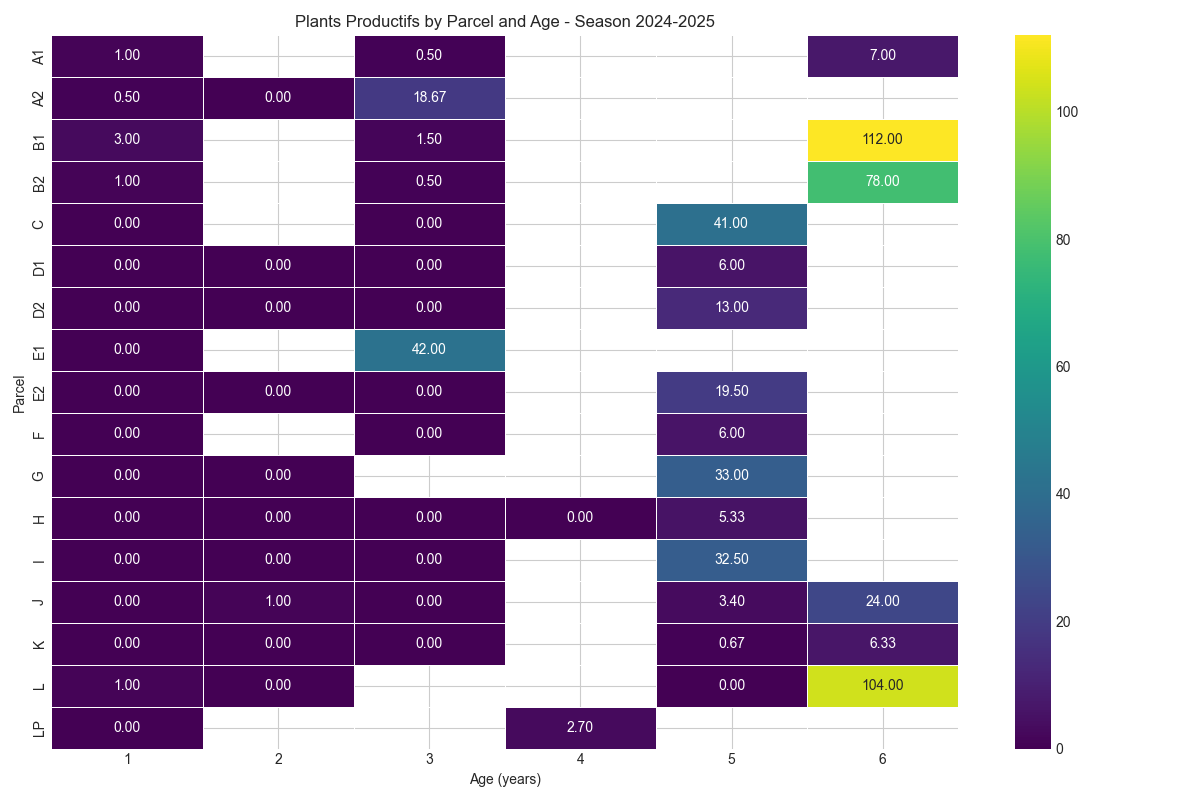 Plants Productifs by Parcel and Age - Season 2024-2025
Parcel
A1 1.00 0.50 7.00
A2 0.50 0.00 18.67
B1 3.00 1.50 112.00
B2 1.00 0.50 78.00
C 0.00 0.00 41.00
D1 0.00 0.00 0.00 6.00
D2 0.00 0.00 0.00 13.00
E1 0.00 42.00
E2 0.00 0.00 0.00 19.50
F 0.00 0.00 6.00
G 0.00 0.00 33.00
H 0.00 0.00 0.00 0.00 5.33
I 0.00 0.00 0.00 32.50
J 0.00 1.00 0.00 3.40 24.00
K 0.00 0.00 0.00 0.67 6.33
L 1.00 0.00 0.00 104.00
LP 0.00 2.70
1 2 3 4 5 6
Age (years)
100
80
60
40
20
0